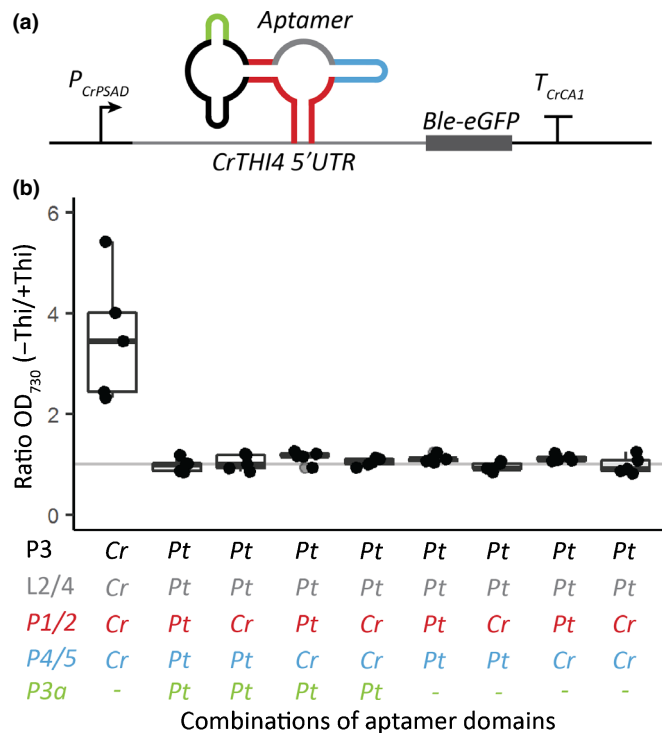 (a)
Aptamer
P_CrPSAD
T_CrCA1
Ble-eGFP
CrTHI4 5’UTR
(b)
Ratio OD730 (−Thi/+Thi)
6
4
2
0
P3 Cr Pt Pt Pt Pt Pt Pt Pt Pt
L2/4 Cr Pt Pt Pt Pt Pt Pt Pt Pt
P1/2 Cr Pt Cr Pt Cr Pt Cr Pt Cr
P4/5 Cr Pt Pt Cr Cr Pt Pt Cr Cr
P3a - Pt Pt Pt Pt - - - -
Combinations of aptamer domains